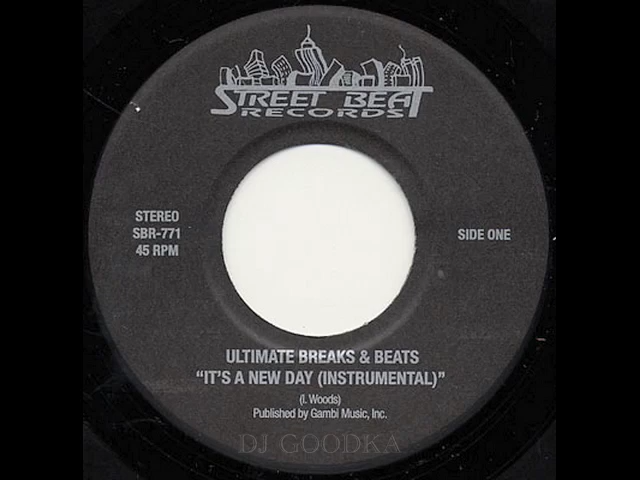 STREET BEAT
RECORDS
STEREO
SBR-771
45 RPM
SIDE ONE
ULTIMATE BREAKS & BEATS
“IT’S A NEW DAY (INSTRUMENTAL)”
(I. Woods)
Published by Gambi Music, Inc.
DJ GOODKA